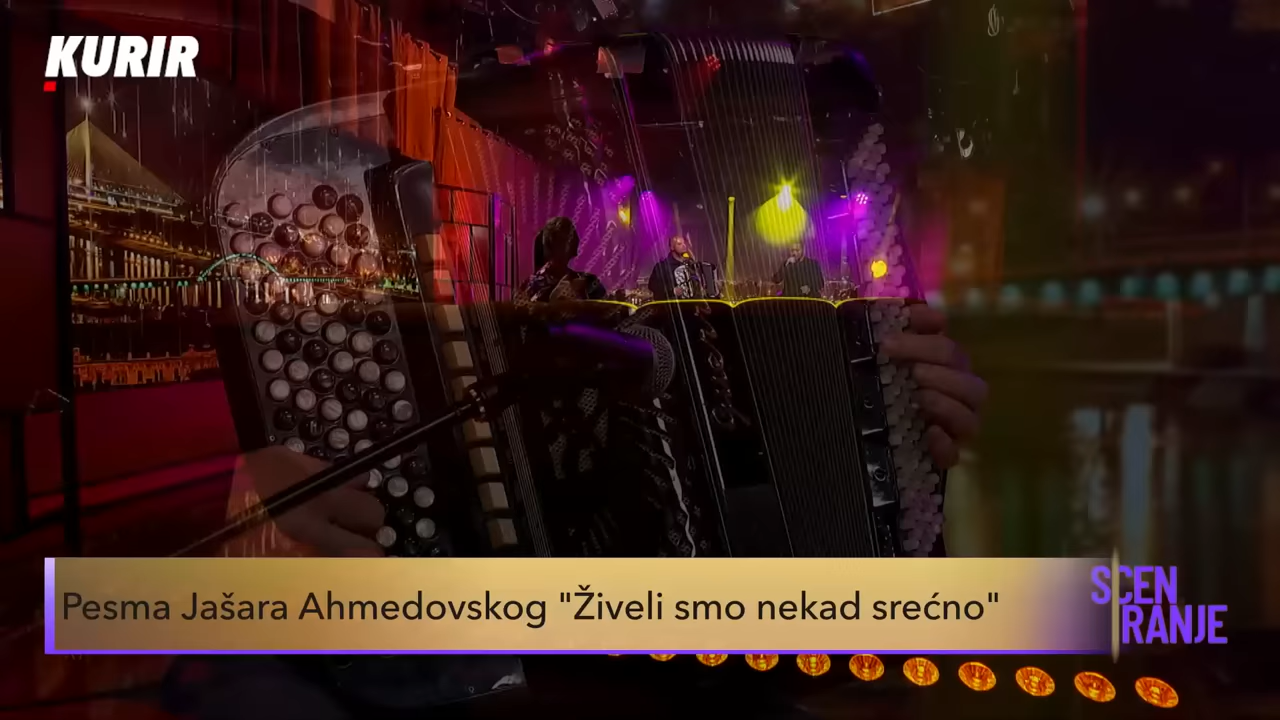 KURIR
Pesma Jašara Ahmedovskog "Živeli smo nekad srećno"
SCEN
RANJE